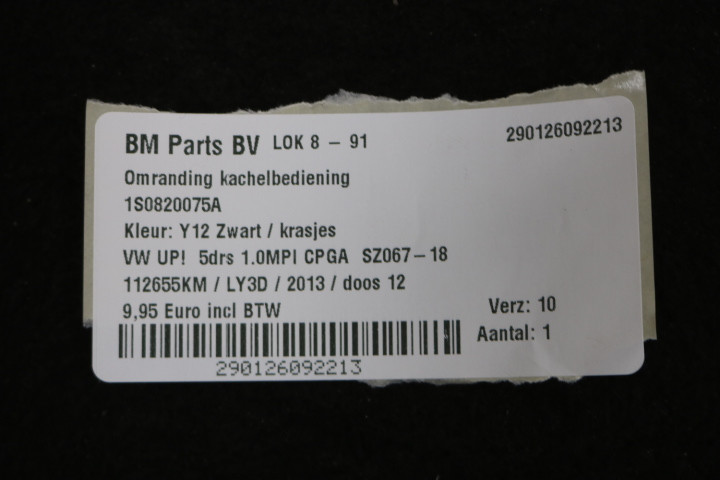 BM Parts BV LOK 8 - 91 290126092213
Omranding kachelbediening
1S0820075A
Kleur: Y12 Zwart / krasjes
VW UP! 5drs 1.0MPI CPGA SZ067-18
112655KM / LY3D / 2013 / doos 12
9,95 Euro incl BTW Verz: 10
Aantal: 1
290126092213